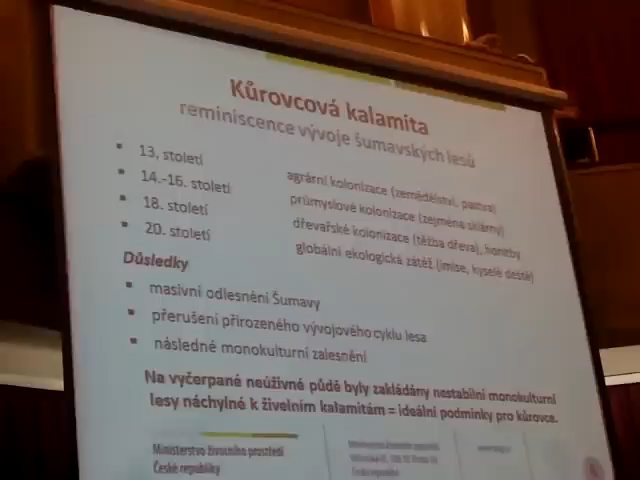 Kůrovcová kalamita
reminiscence vývoje šumavských lesů
13. století agrární kolonizace (zemědělství, pastva)
14.-16. století průmyslové kolonizace (zejména sklárny)
18. století dřevařské kolonizace (těžba dřeva), honitby
20. století globální ekologická zátěž (imise, kyselé deště)
Důsledky
masivní odlesnění Šumavy
přerušení přirozeného vývojového cyklu lesa
následné monokulturní zalesnění
Na vyčerpané neúživné půdě byly zakládány nestabilní monokulturní
lesy náchylné k živelním kalamitám = ideální podmínky pro kůrovce.
Ministerstvo životního prostředí
České republiky